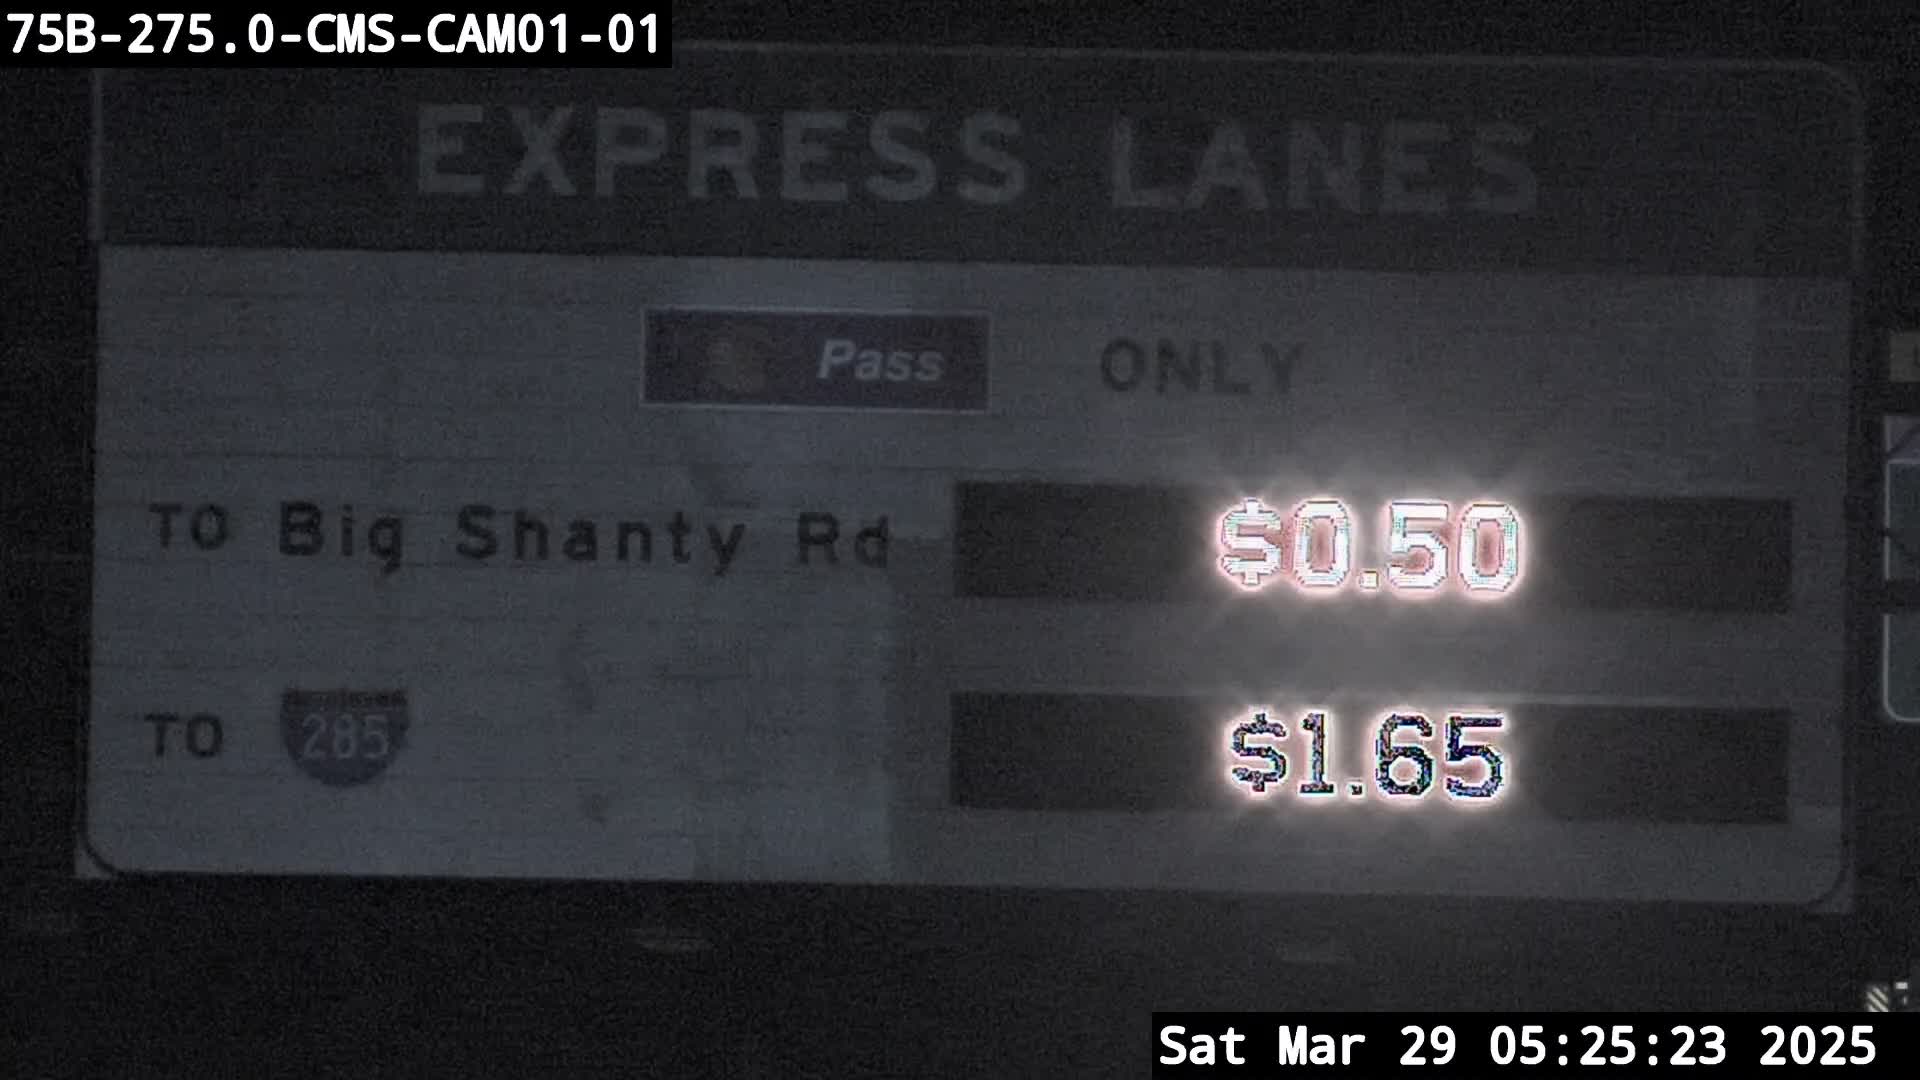 75B-275.0-CMS-CAM01-01
EXPRESS LANES
Pass ONLY
TO Big Shanty Rd $0.50
TO 285 $1.65
Sat Mar 29 05:25:23 2025